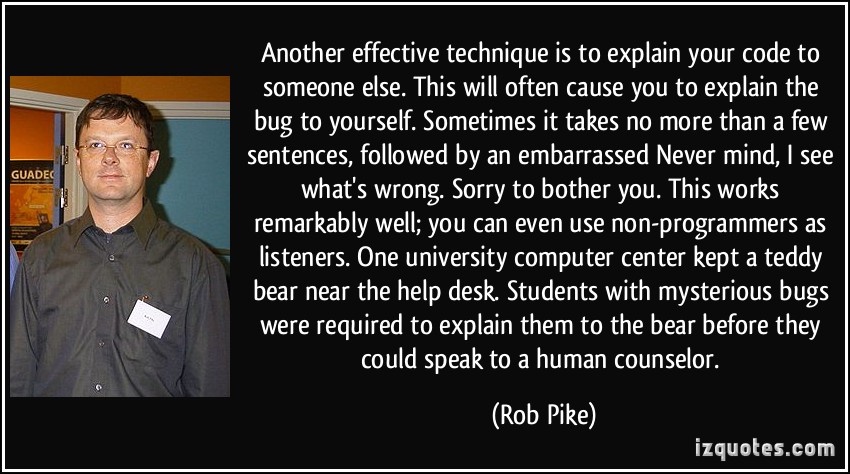 GUADEC
Another effective technique is to explain your code to
someone else. This will often cause you to explain the
bug to yourself. Sometimes it takes no more than a few
sentences, followed by an embarrassed Never mind, I see
what's wrong. Sorry to bother you. This works
remarkably well; you can even use non-programmers as
listeners. One university computer center kept a teddy
bear near the help desk. Students with mysterious bugs
were required to explain them to the bear before they
could speak to a human counselor.
(Rob Pike)
izquotes.com